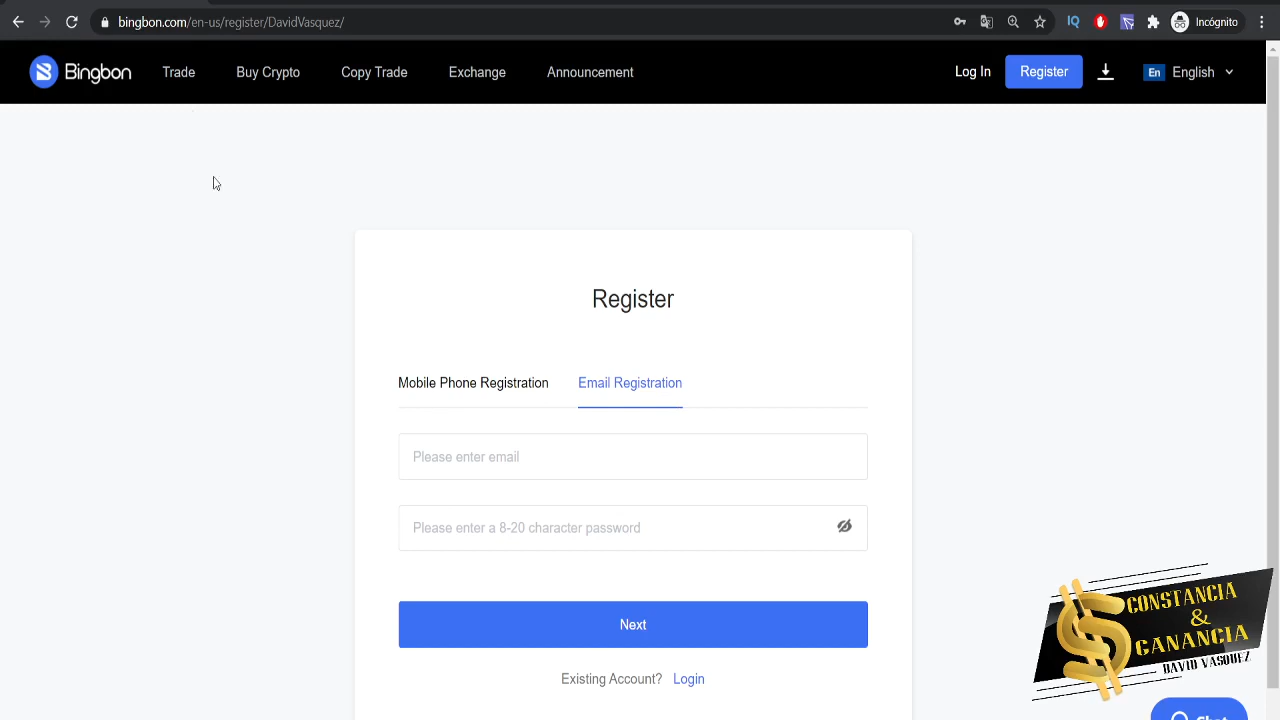 bingbon.com/en-us/register/DavidVasquez/
IQ
Incógnito
Bingbon
Trade
Buy Crypto
Copy Trade
Exchange
Announcement
Log In
Register
En
English
Register
Mobile Phone Registration
Email Registration
Please enter email
Please enter a 8-20 character password
Next
Existing Account? Login
CONSTANCIA
&
GANANCIA
DAVID VASQUEZ
Chat